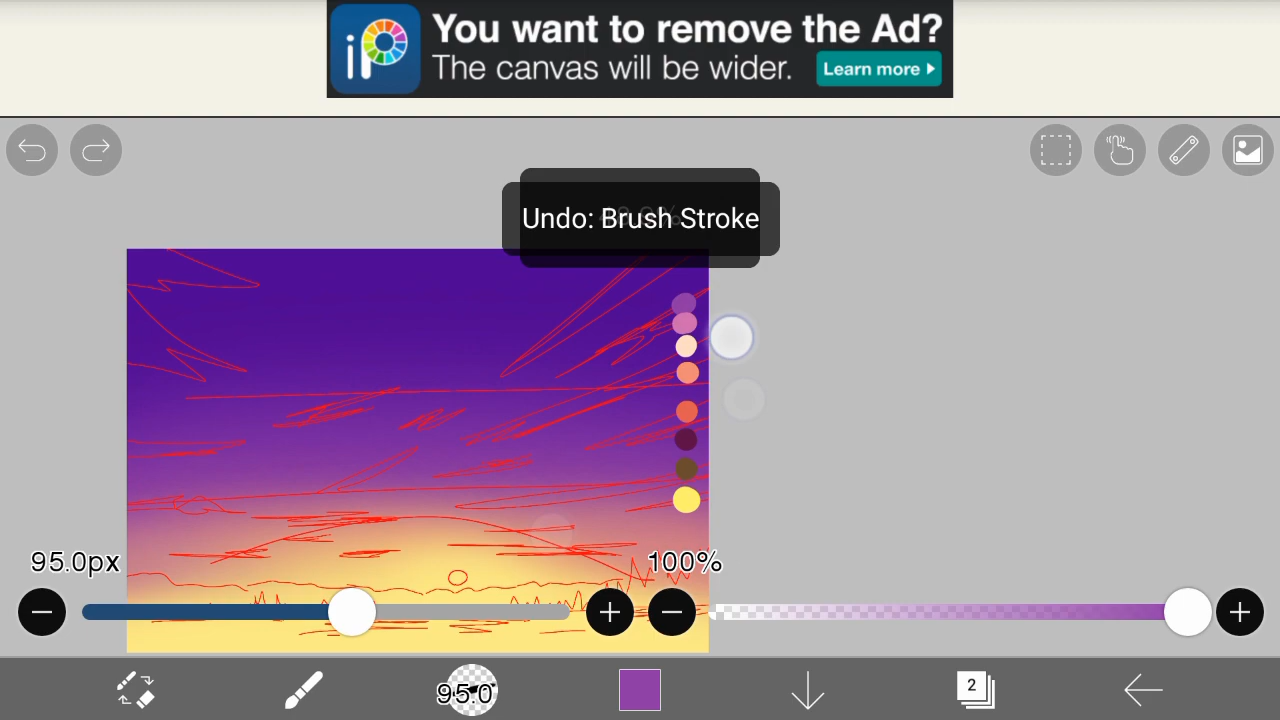 iP
You want to remove the Ad?
The canvas will be wider.
Learn more
Undo: Brush Stroke
95.0px
100%
95.0
2